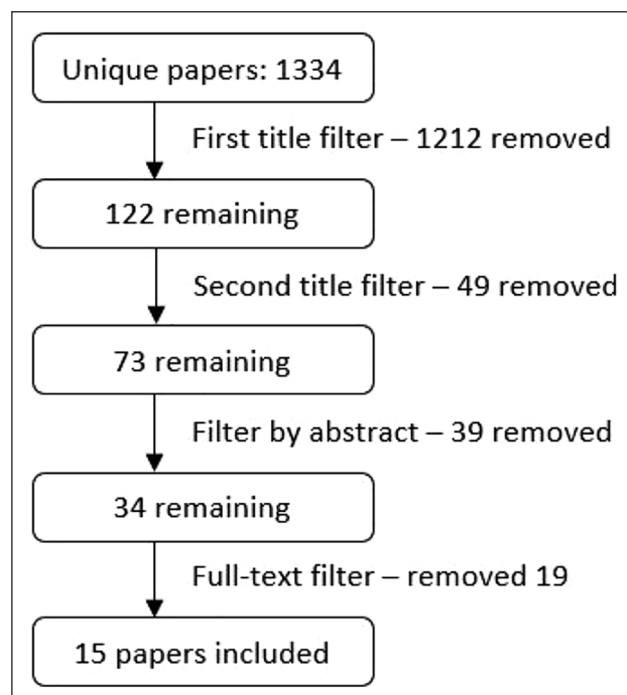 Unique papers: 1334
First title filter – 1212 removed
122 remaining
Second title filter – 49 removed
73 remaining
Filter by abstract – 39 removed
34 remaining
Full-text filter – removed 19
15 papers included